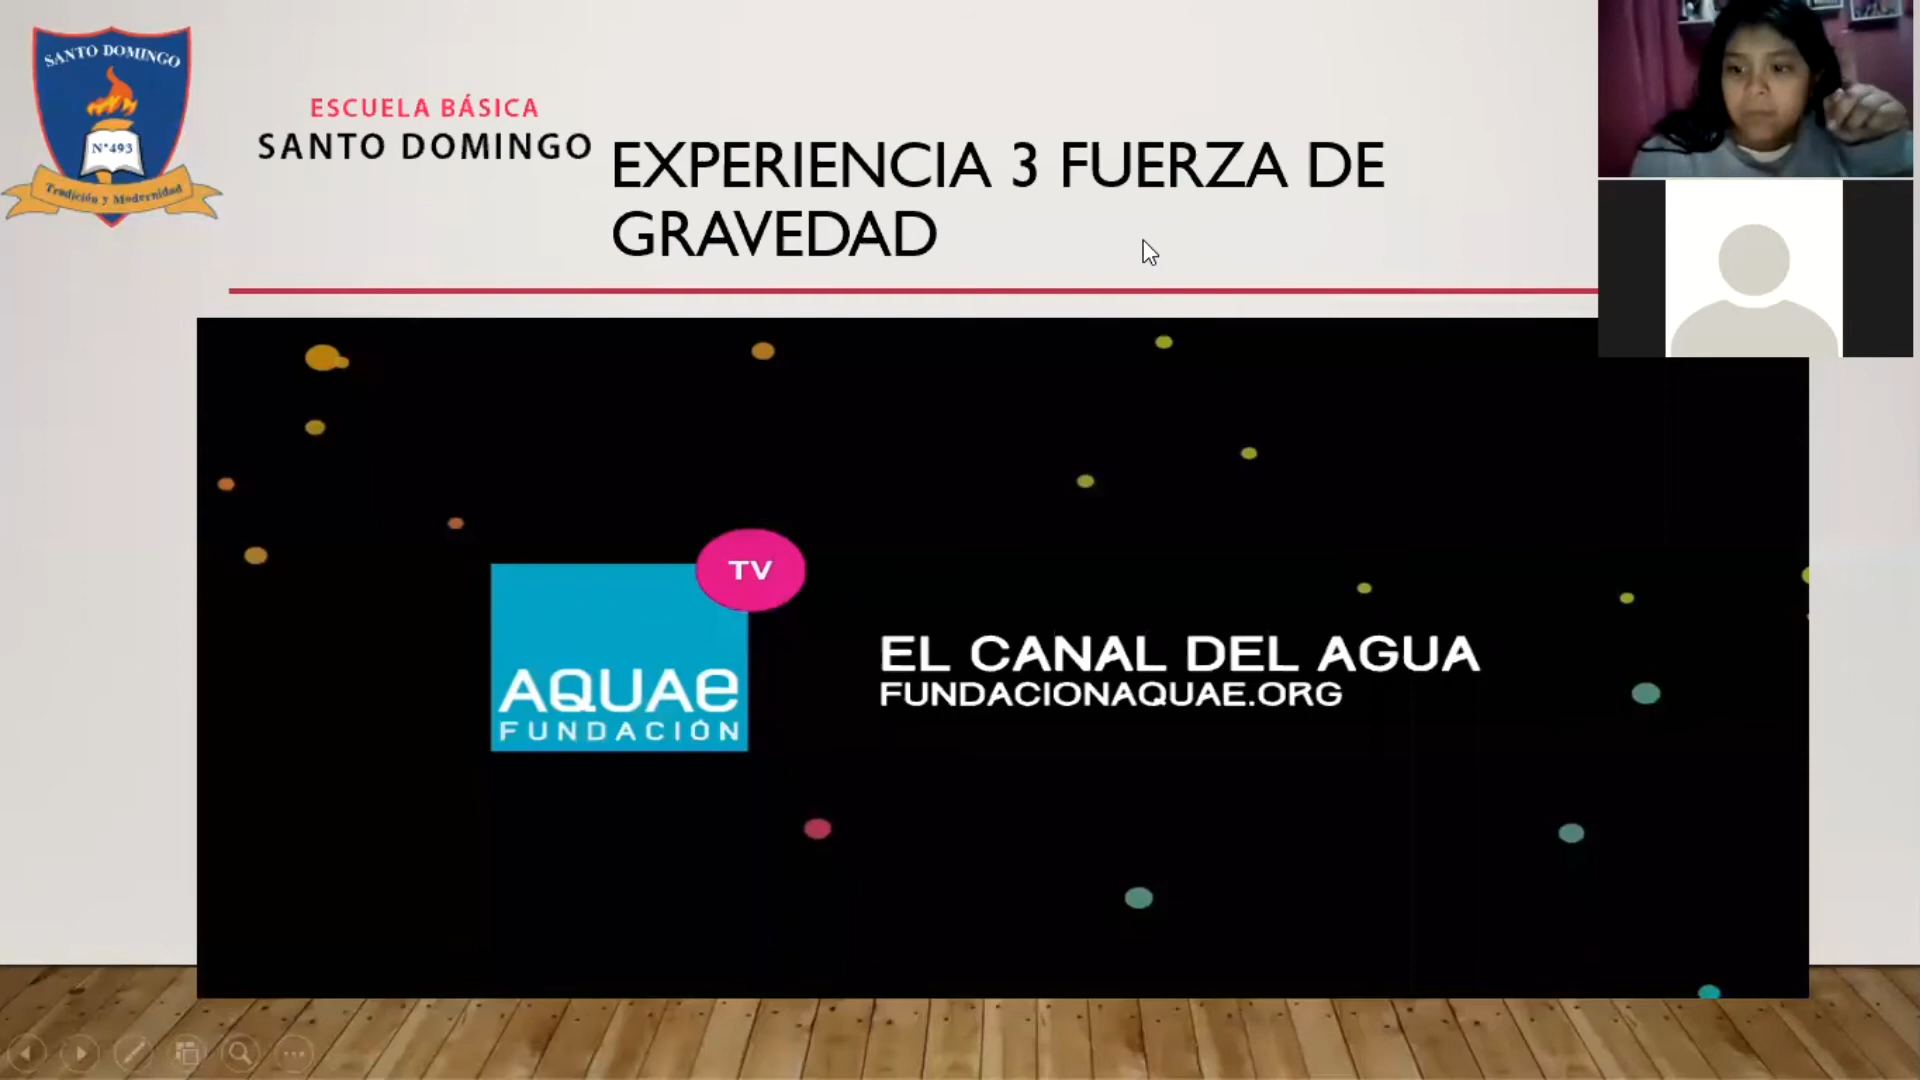 SANTO DOMINGO
N°493
Tradición y Modernidad
ESCUELA BÁSICA
SANTO DOMINGO
EXPERIENCIA 3 FUERZA DE
GRAVEDAD
TV
AQUAe
FUNDACIÓN
EL CANAL DEL AGUA
FUNDACIONAQUAE.ORG